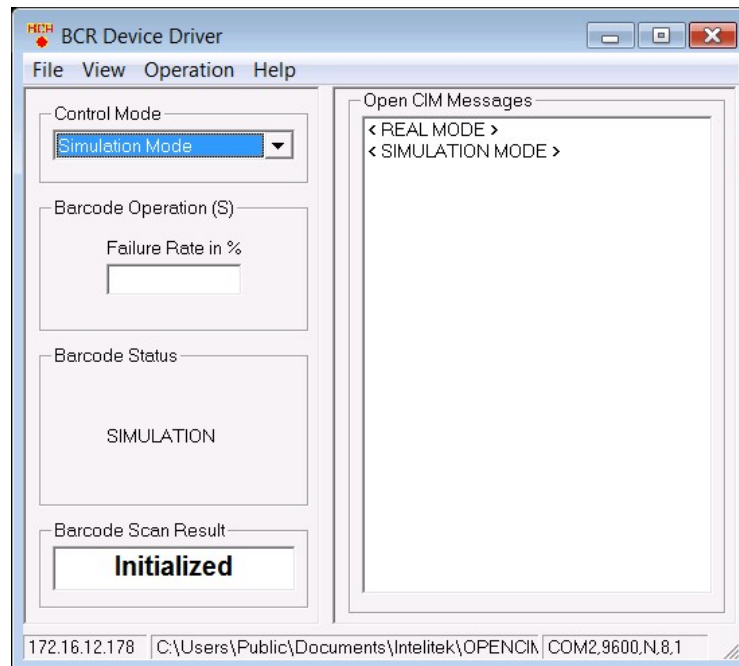 BCR Device Driver
File View Operation Help
Control Mode
Simulation Mode
Barcode Operation (S)
Failure Rate in %
Barcode Status
SIMULATION
Barcode Scan Result
Initialized
Open CIM Messages
< REAL MODE >
< SIMULATION MODE >
172.16.12.178 C:\Users\Public\Documents\Intelitek\OPENCIM COM2,9600,N,8,1